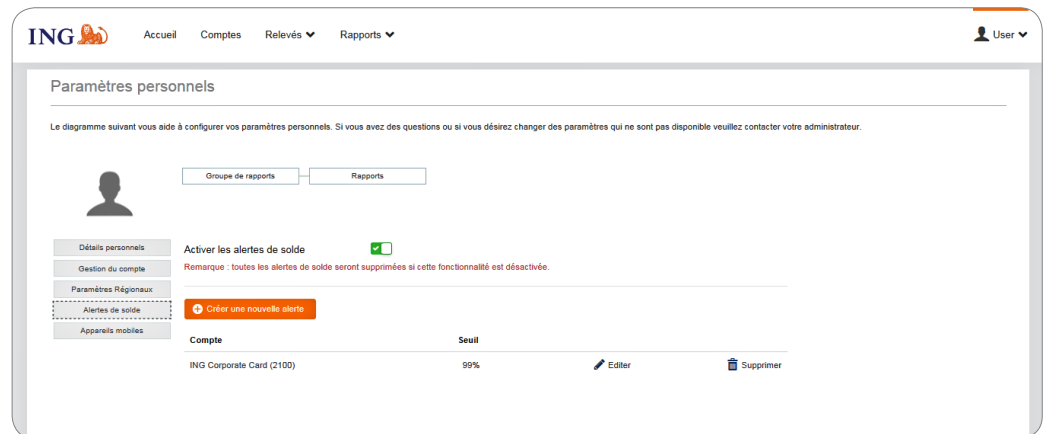 ING Accueil Comptes Relevés Rapports User
Paramètres personnels
Le diagramme suivant vous aide à configurer vos paramètres personnels. Si vous avez des questions ou si vous désirez changer des paramètres qui ne sont pas disponible veuillez contacter votre administrateur.
Groupe de rapports Rapports
Détails personnels
Gestion du compte
Paramètres Régionaux
Alertes de solde
Appareils mobiles
Activer les alertes de solde
Remarque : toutes les alertes de solde seront supprimées si cette fonctionnalité est désactivée.
Créer une nouvelle alerte
Compte Seuil
ING Corporate Card (2100) 99% Editer Supprimer